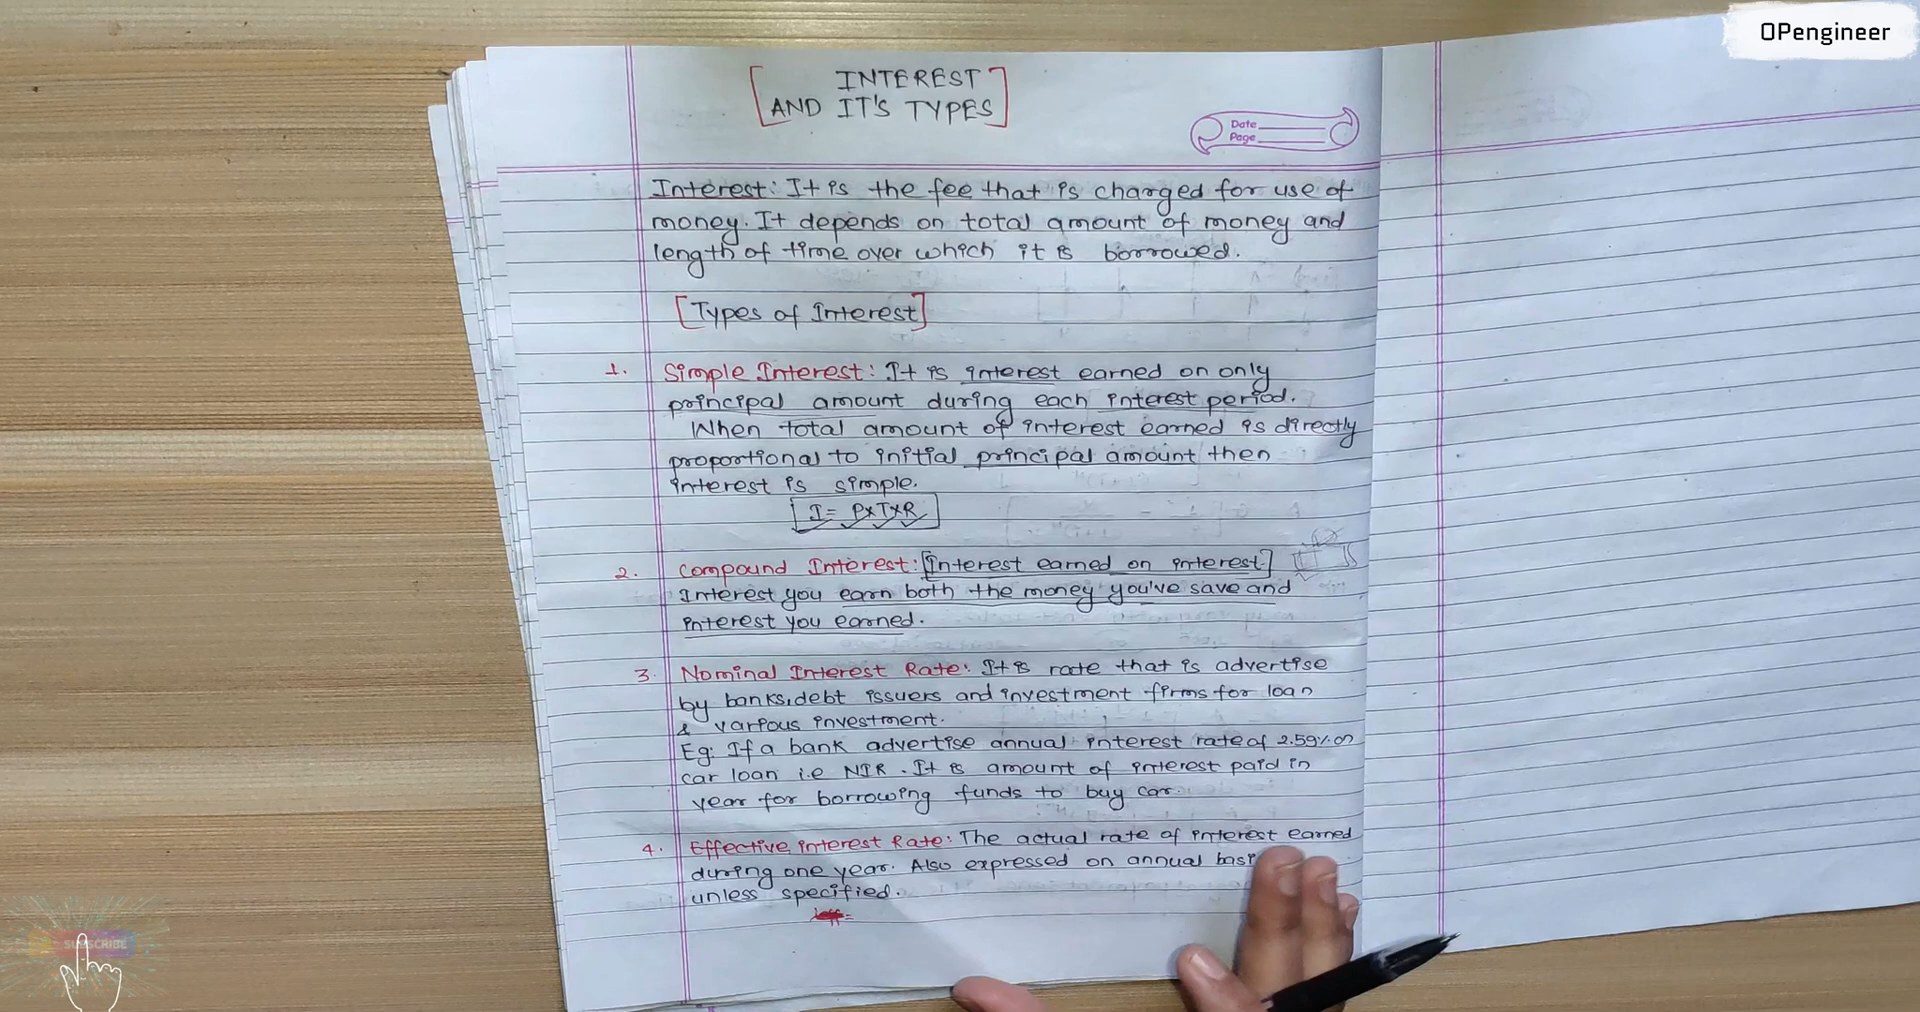 OPengineer
INTEREST
AND IT'S TYPES
Date
Page
Interest: It is the fee that is charged for use of
money. It depends on total amount of money and
length of time over which it is borrowed.
[Types of Interest]
1. Simple Interest: It is interest earned on only
principal amount during each interest period.
When total amount of interest earned is directly
proportional to initial principal amount then
interest is simple.
I = P×T×R
2. Compound Interest: [Interest earned on interest]
Interest you earn both the money you've save and
interest you earned.
3. Nominal Interest Rate: It is rate that is advertise
by banks, debt issuers and investment firms for loan
& various investment.
Eg: If a bank advertise annual interest rate of 2.59% on
car loan i.e NIR. It is amount of interest paid in
year for borrowing funds to buy car.
4. Effective interest Rate: The actual rate of interest earned
during one year. Also expressed on annual basi
unless specified.
SUBSCRIBE